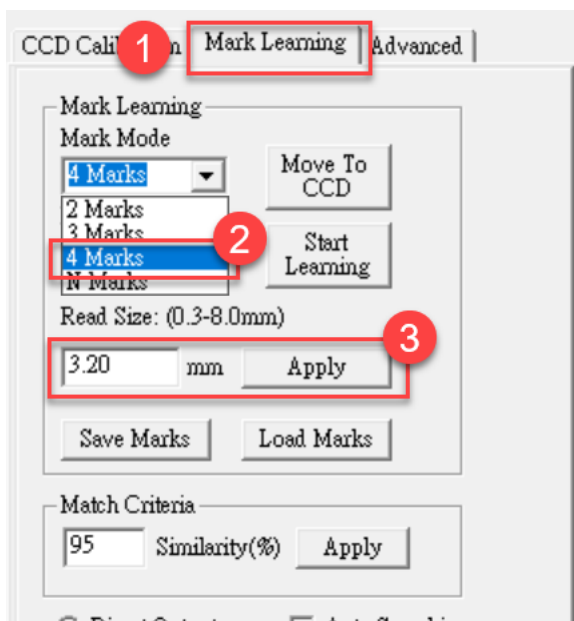 CCD Cali 1 n Mark Learning Advanced
Mark Learning
Mark Mode
4 Marks
Move To
CCD
2 Marks
3 Marks
4 Marks
N Marks
2
Start
Learning
Read Size: (0.3-8.0mm)
3
3.20 mm Apply
Save Marks Load Marks
Match Criteria
95 Similarity(%) Apply